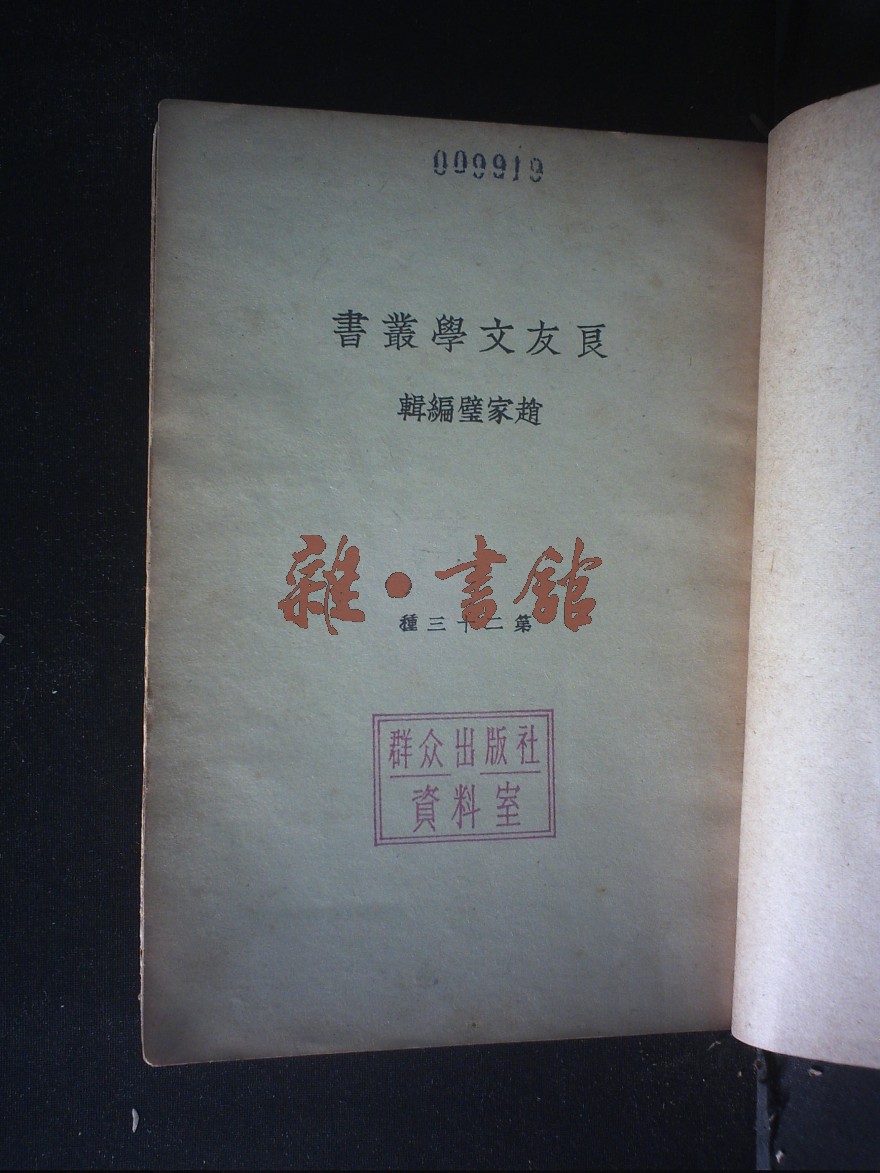 009919
良友文學叢書
趙家璧編輯
雜·書館
第二十三種
群众出版社
資料室